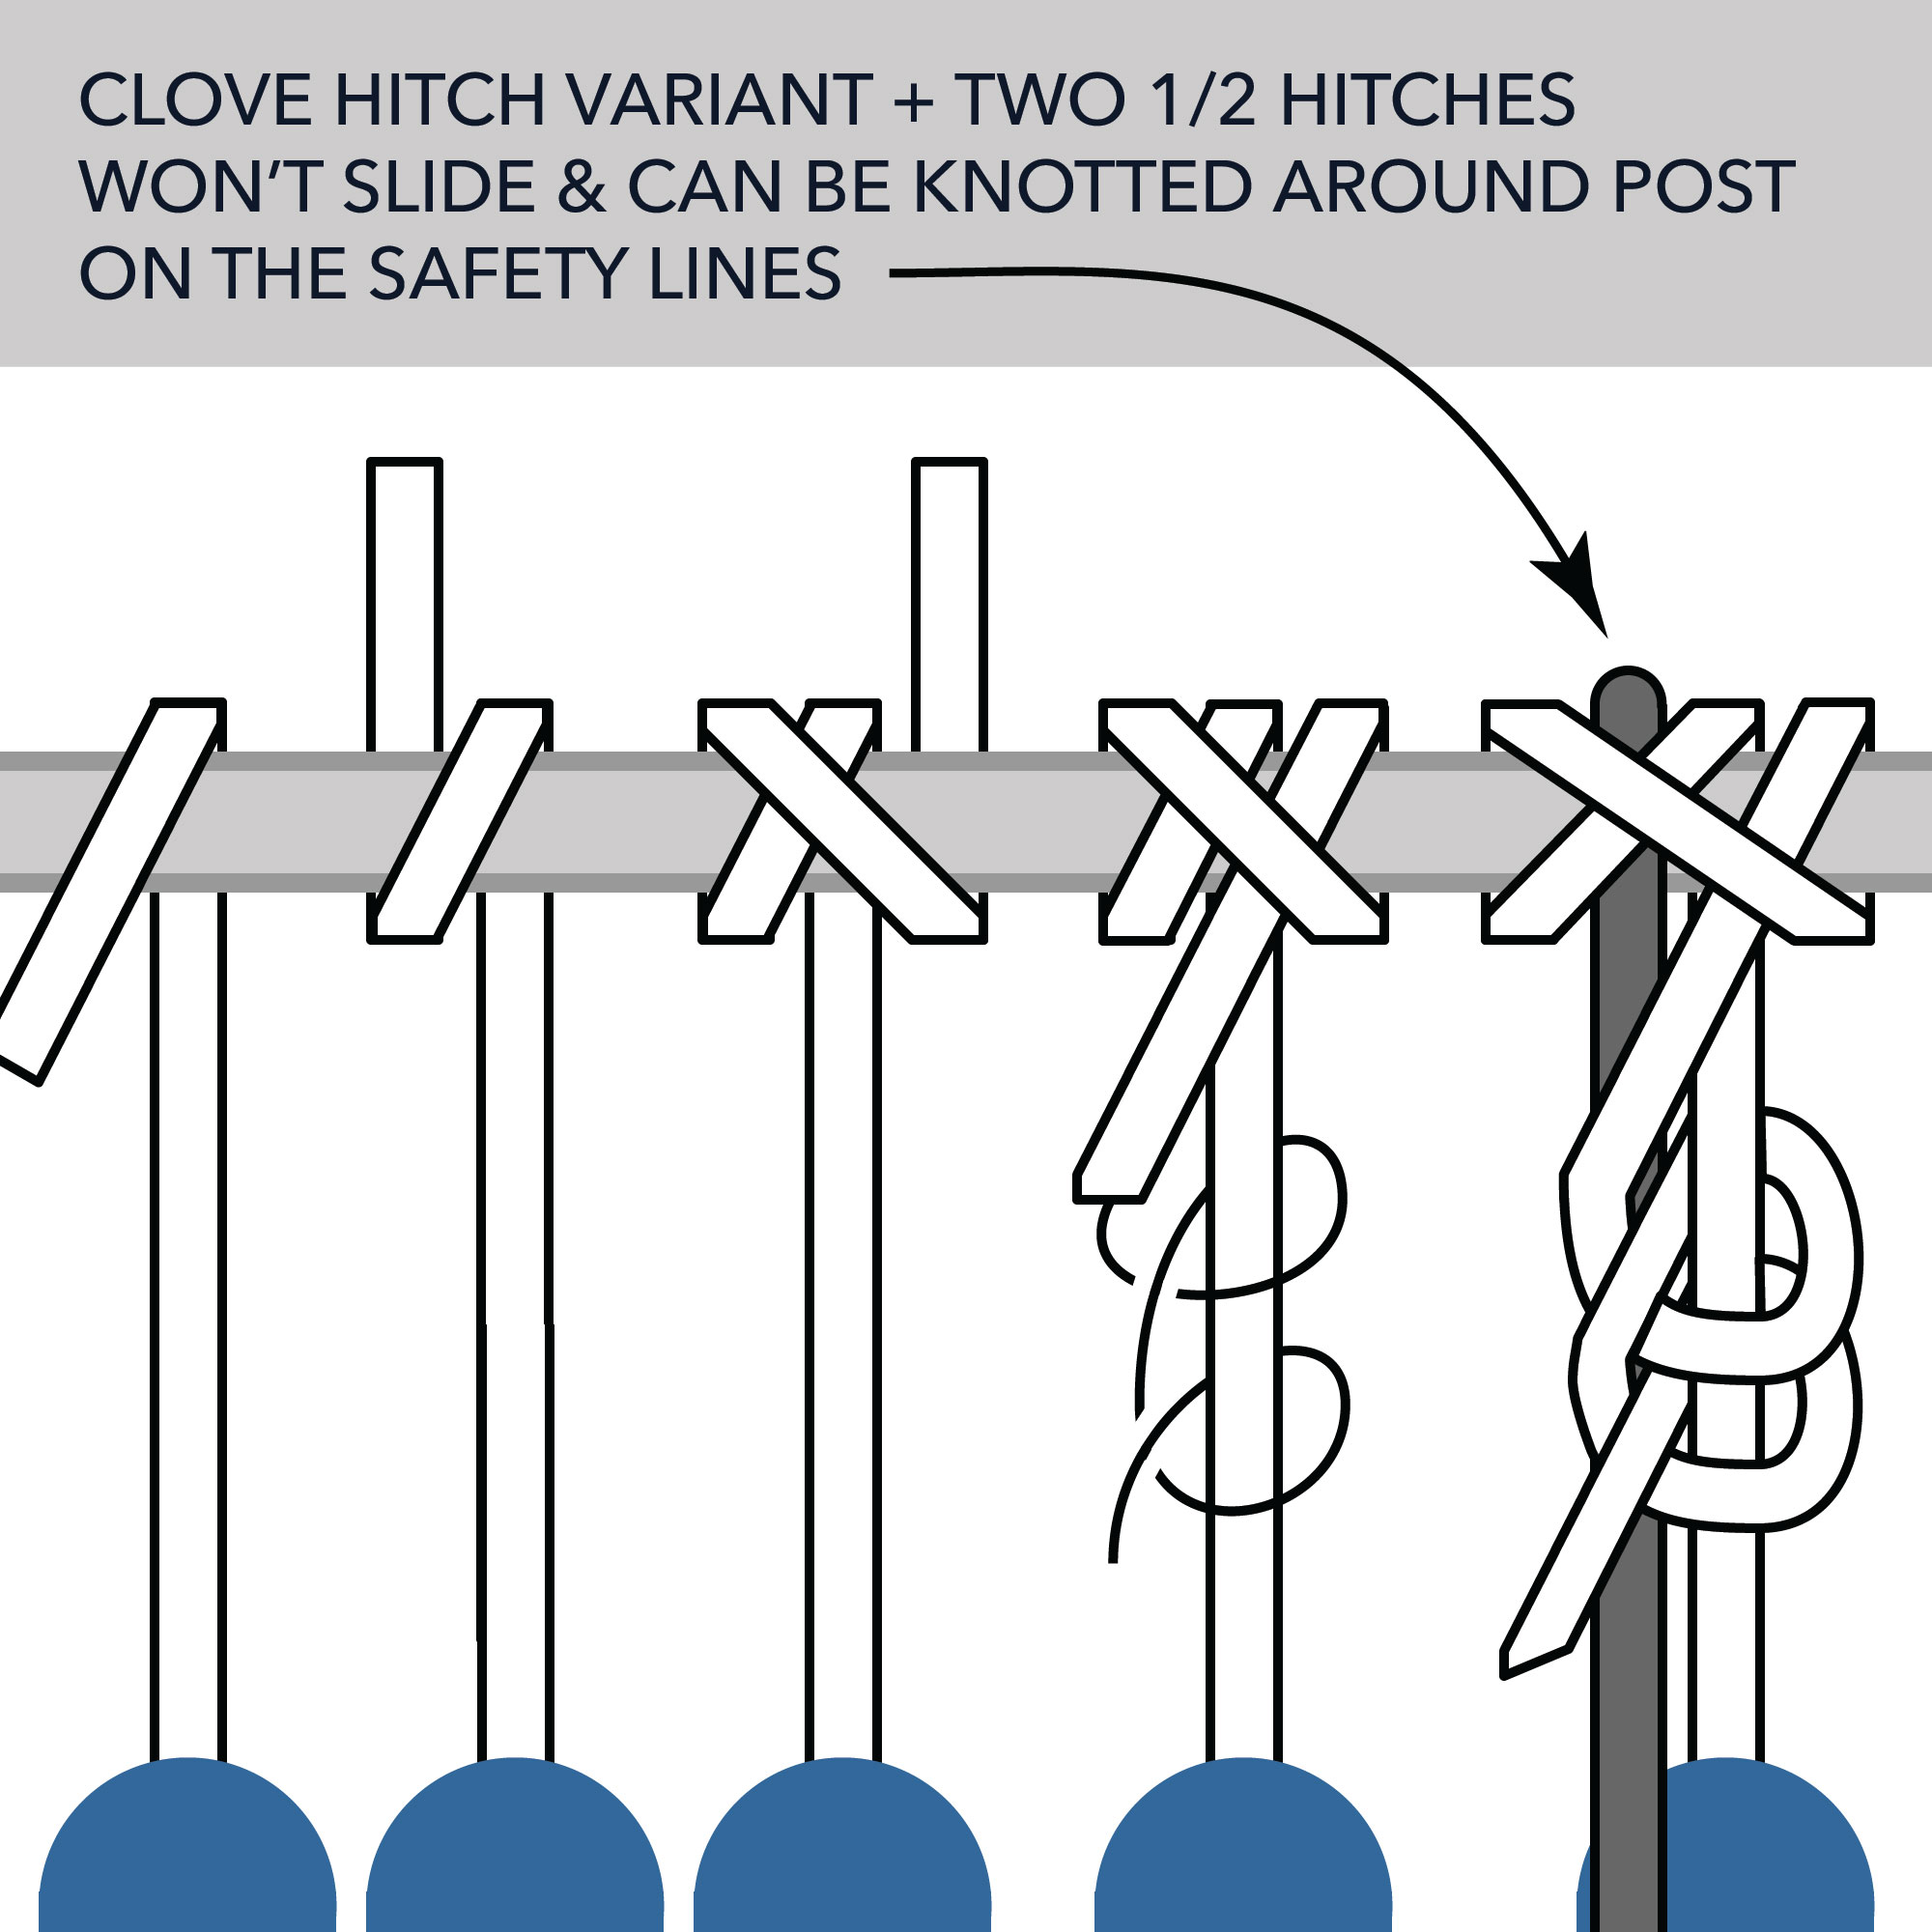 CLOVE HITCH VARIANT + TWO 1/2 HITCHES
WON'T SLIDE & CAN BE KNOTTED AROUND POST
ON THE SAFETY LINES